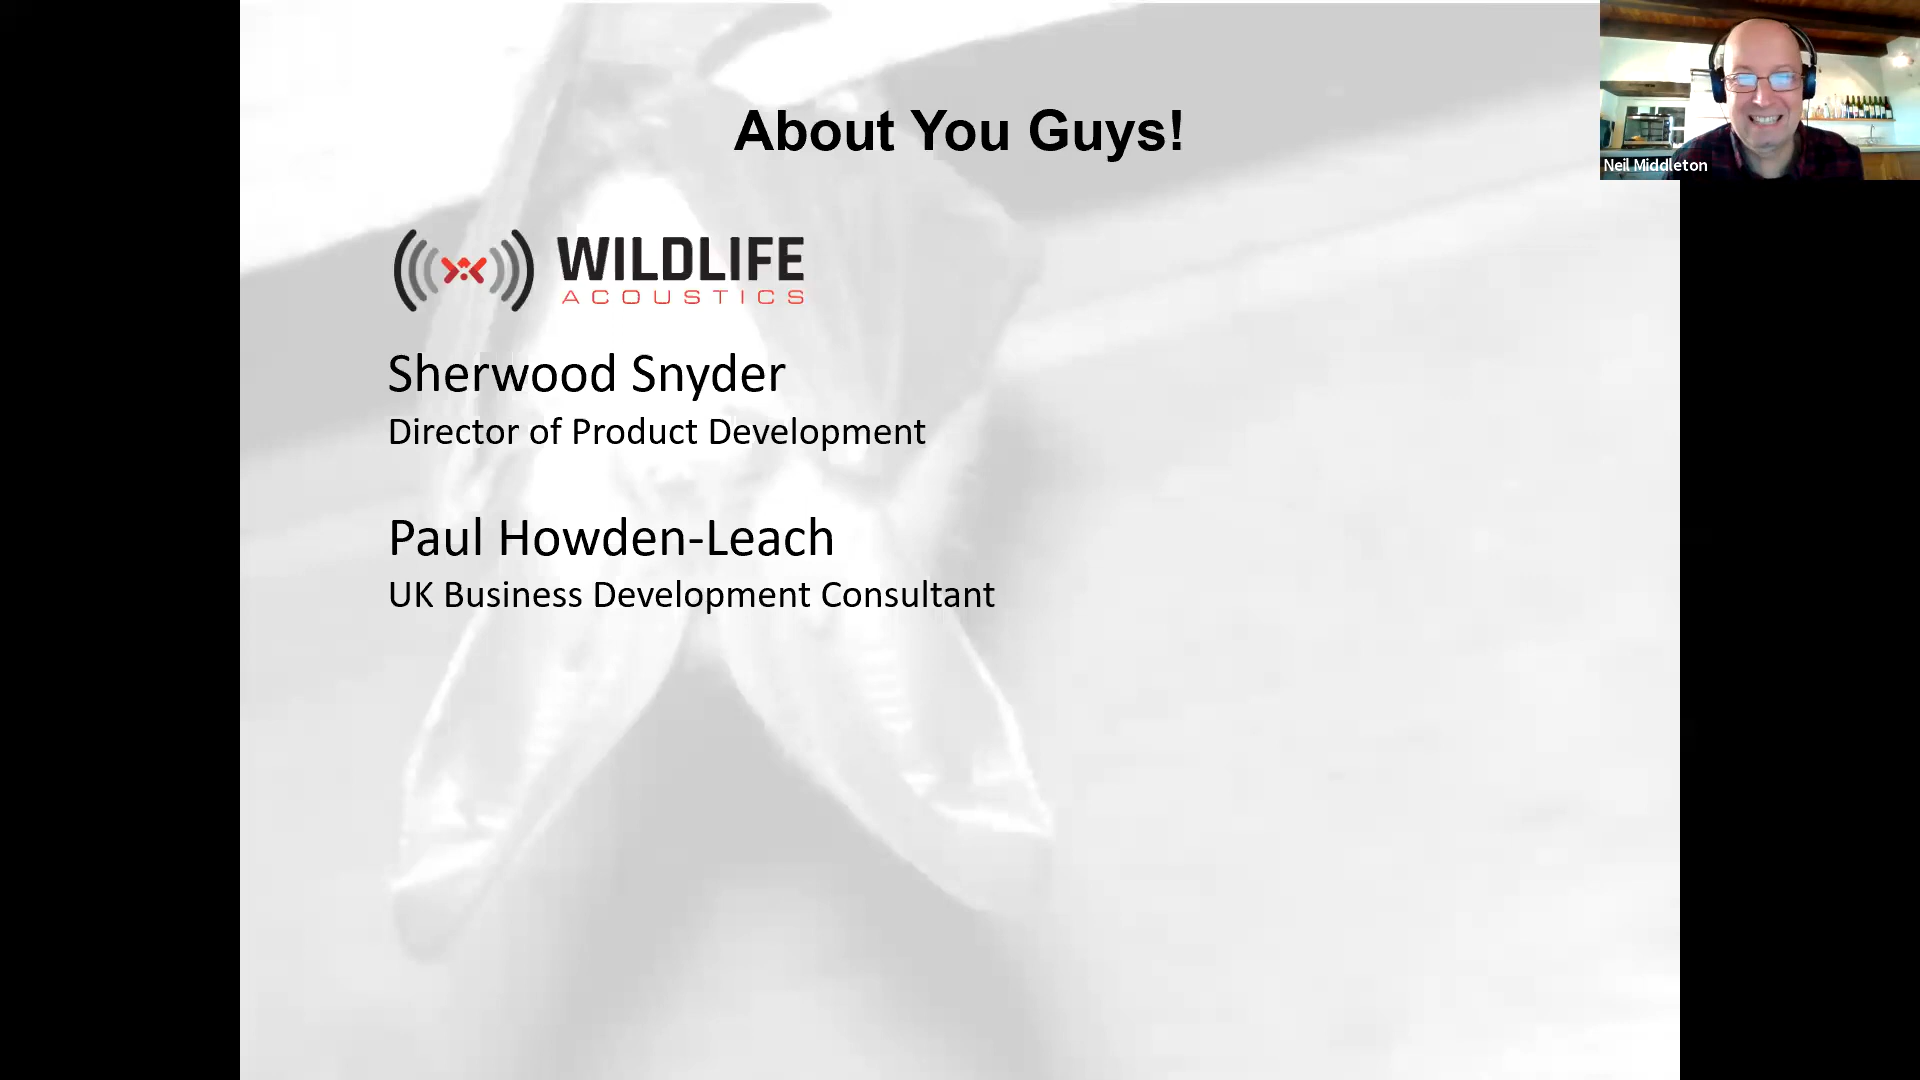 About You Guys!
WILDLIFE
ACOUSTICS
Sherwood Snyder
Director of Product Development
Paul Howden-Leach
UK Business Development Consultant
Neil Middleton